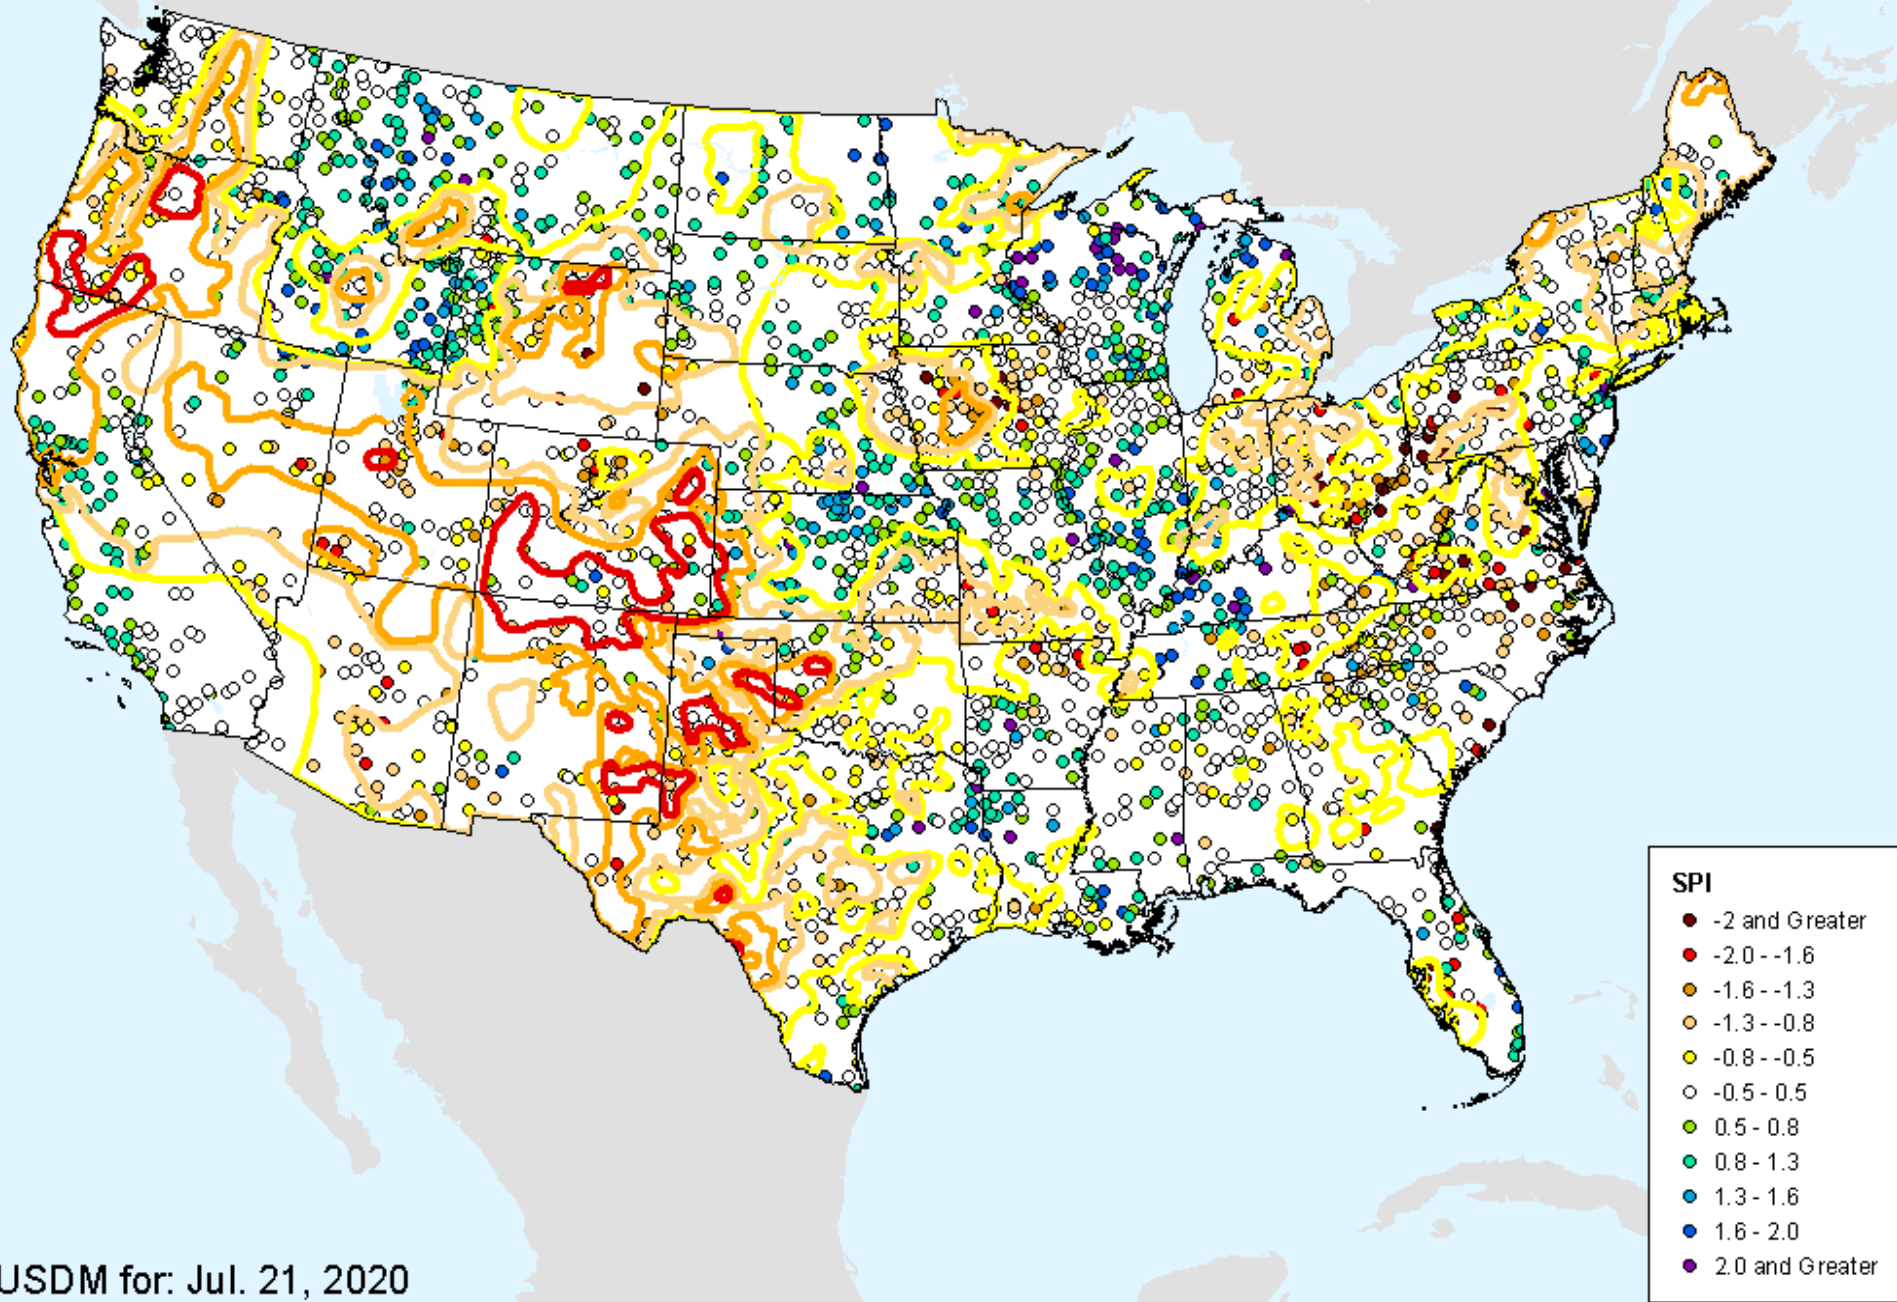 SPI
-2 and Greater
-2.0 - -1.6
-1.6 - -1.3
-1.3 - -0.8
-0.8 - -0.5
-0.5 - 0.5
0.5 - 0.8
0.8 - 1.3
1.3 - 1.6
1.6 - 2.0
2.0 and Greater
USDM for: Jul. 21, 2020